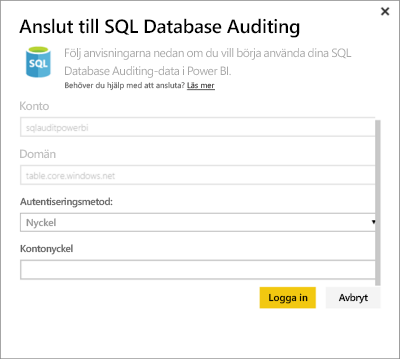 Anslut till SQL Database Auditing
SQL
Följ anvisningarna nedan om du vill börja använda dina SQL
Database Auditing-data i Power BI.
Behöver du hjälp med att ansluta? Läs mer
Konto
sqlauditpowerbi
Domän
table.core.windows.net
Autentiseringsmetod:
Nyckel
Kontonyckel
Logga in
Avbryt